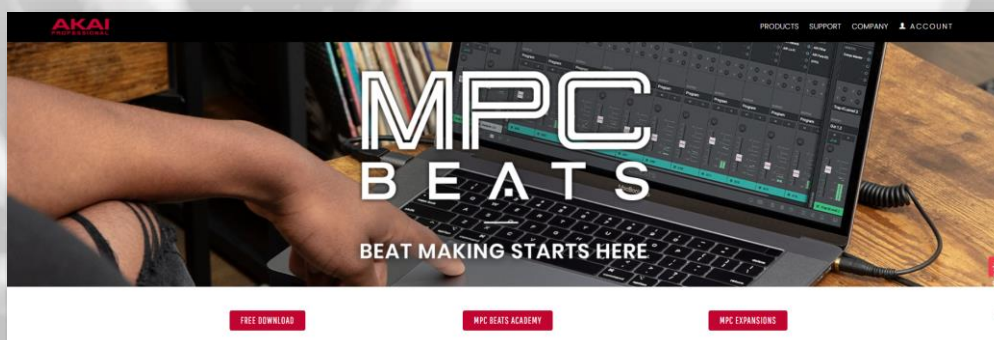 AKAI
PROFESSIONAL
PRODUCTS SUPPORT COMPANY ACCOUNT
MPC
BEATS
BEAT MAKING STARTS HERE
FREE DOWNLOAD
MPC BEATS ACADEMY
MPC EXPANSIONS